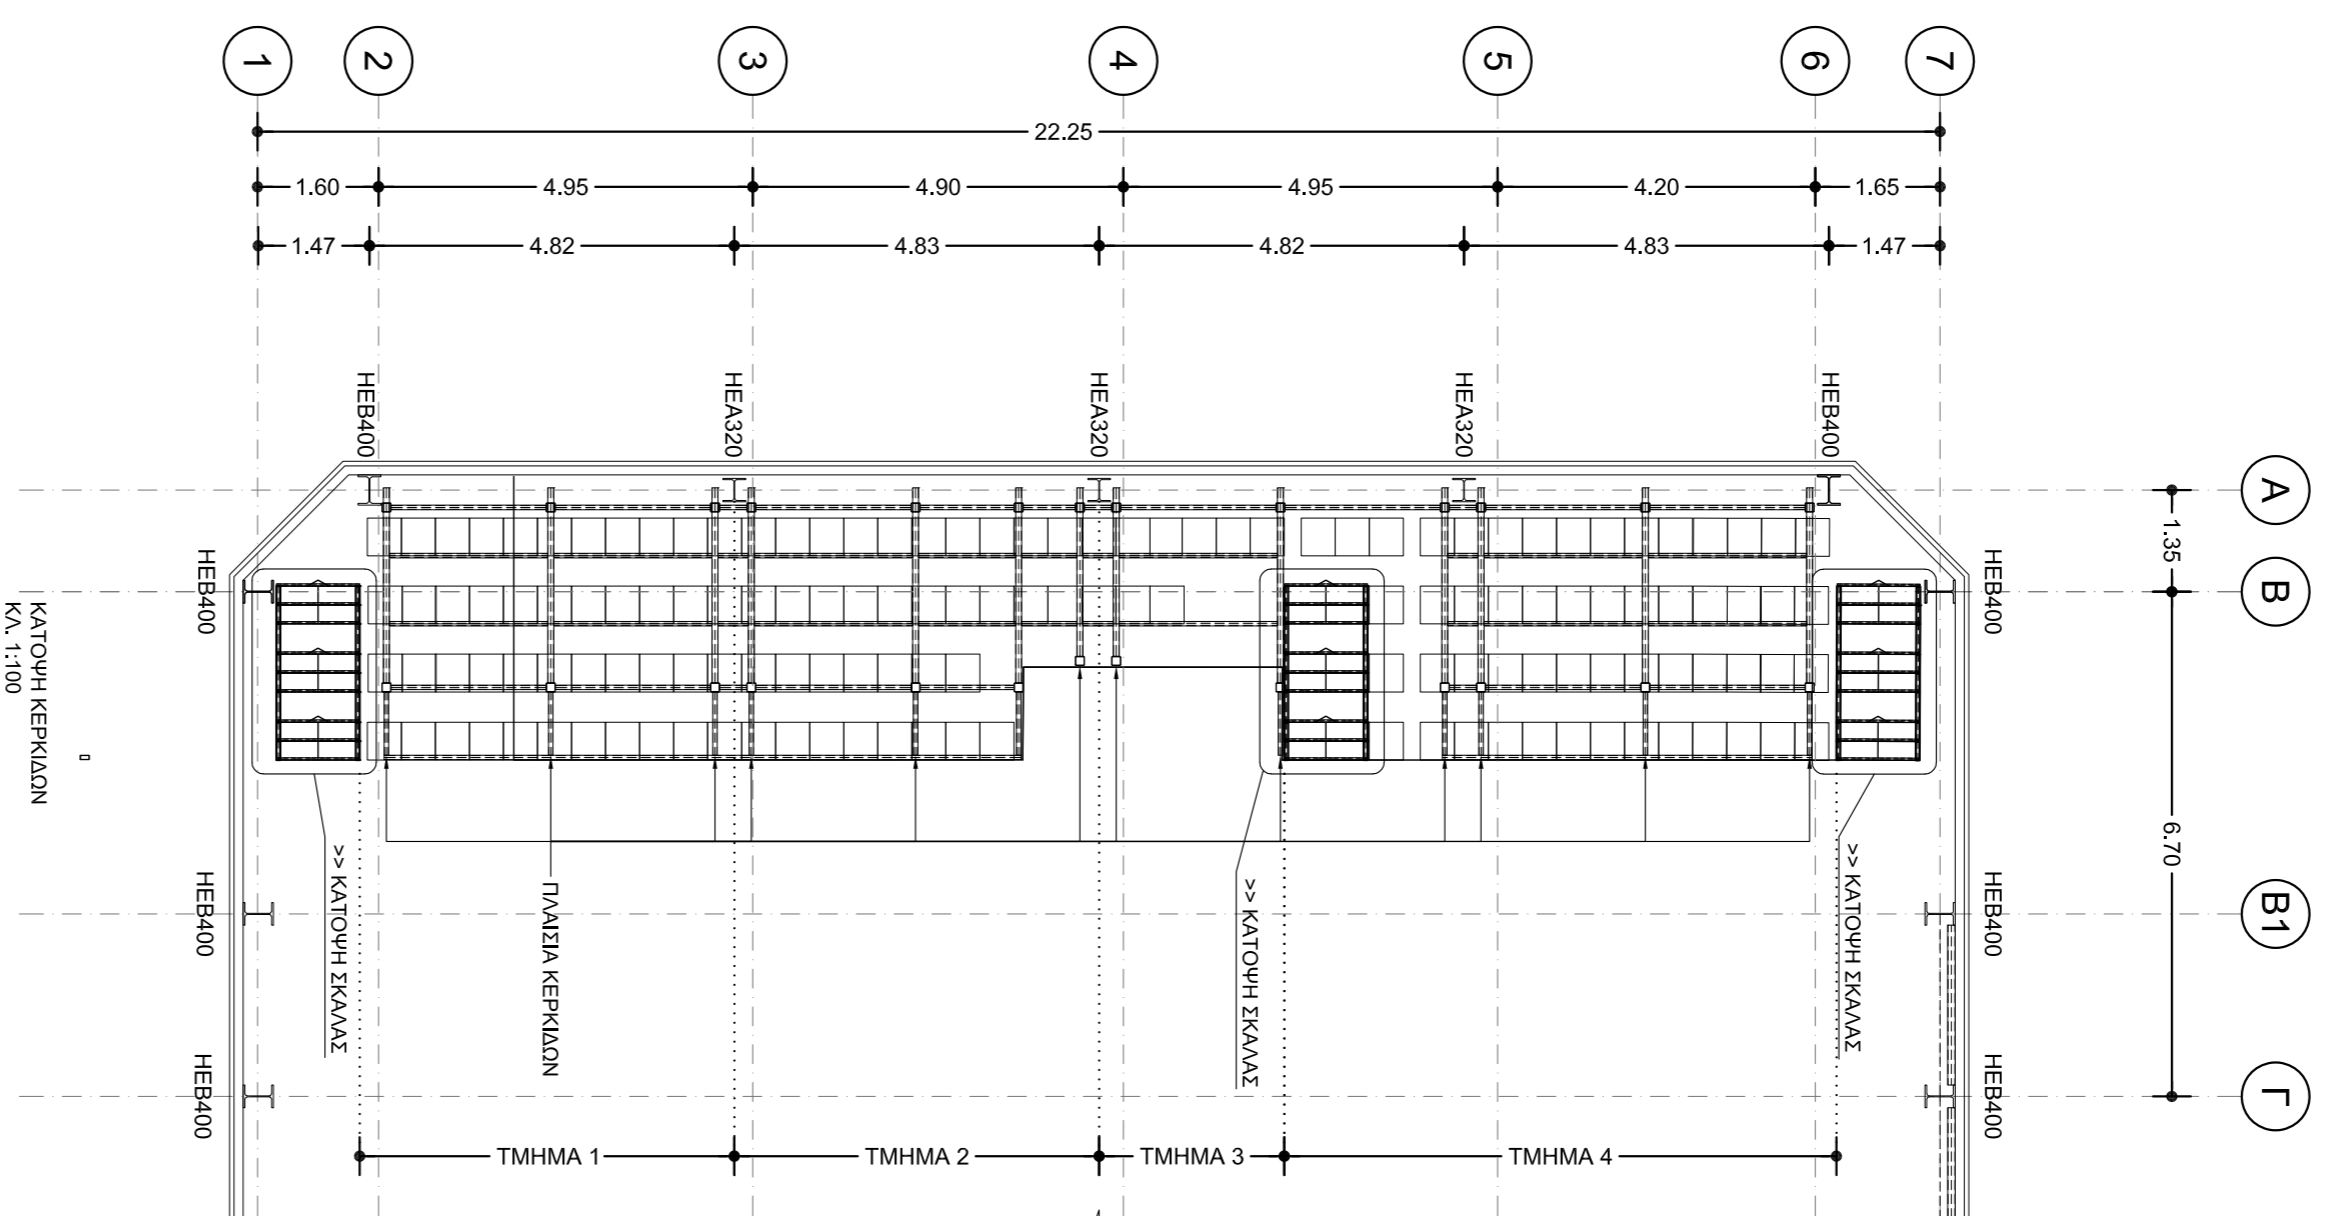 1 2 3 4 5 6 7
22.25
1.60 4.95 4.90 4.95 4.20 1.65
1.47 4.82 4.83 4.82 4.83 1.47
HEB400 HEA320 HEA320 HEA320 HEB400
A
1.35
HEB400 HEB400
B
ΚΑΤΟΨΗ ΚΕΡΚΙΔΩΝ
ΚΛ. 1:100
6.70
HEB400 HEB400
B1
>> ΚΑΤΟΨΗ ΣΚΑΛΑΣ
ΠΛΑΙΣΙΑ ΚΕΡΚΙΔΩΝ
>> ΚΑΤΟΨΗ ΣΚΑΛΑΣ
>> ΚΑΤΟΨΗ ΣΚΑΛΑΣ
HEB400 HEB400
Γ
ΤΜΗΜΑ 1 ΤΜΗΜΑ 2 ΤΜΗΜΑ 3 ΤΜΗΜΑ 4